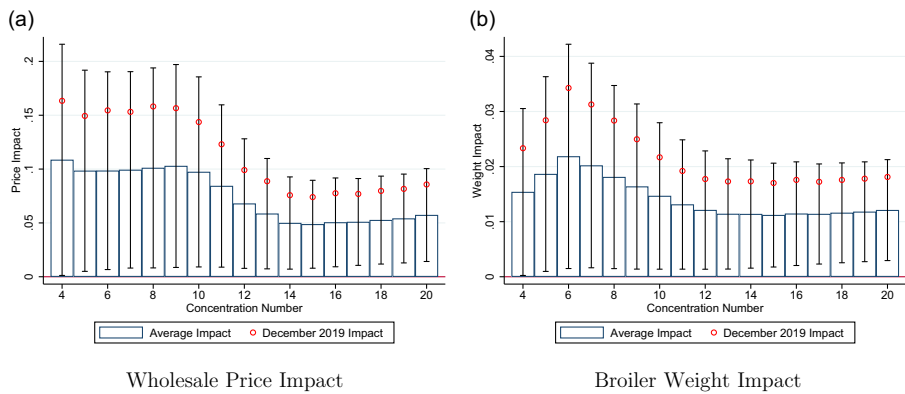 (a)
Price Impact
.2
.15
.1
.05
0
4 6 8 10 12 14 16 18 20
Concentration Number
Average Impact December 2019 Impact
Wholesale Price Impact
(b)
Weight Impact
.04
.03
.02
.01
0
4 6 8 10 12 14 16 18 20
Concentration Number
Average Impact December 2019 Impact
Broiler Weight Impact